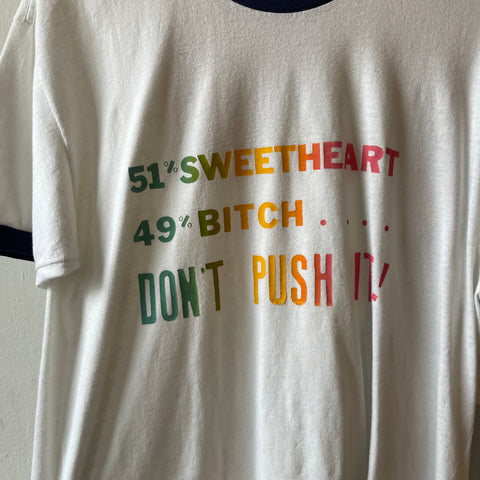 51% SWEETHEART
49% BITCH . . . .
DON'T PUSH IT!